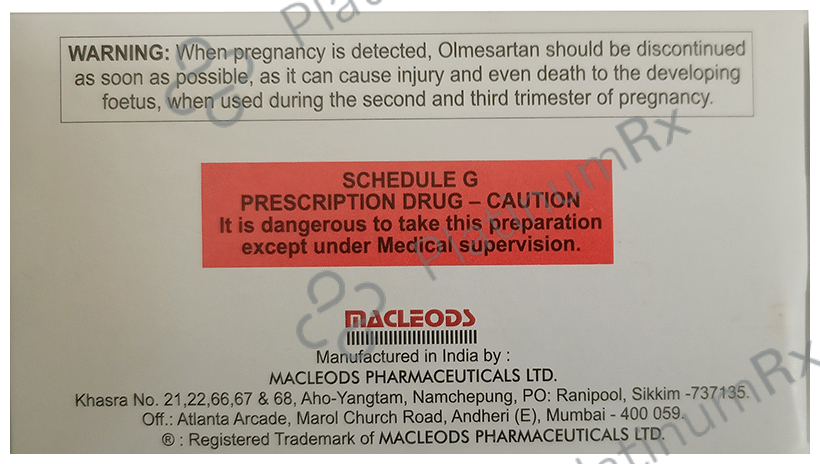 WARNING: When pregnancy is detected, Olmesartan should be discontinued
as soon as possible, as it can cause injury and even death to the developing
foetus, when used during the second and third trimester of pregnancy.
SCHEDULE G
PRESCRIPTION DRUG – CAUTION
It is dangerous to take this preparation
except under Medical supervision.
MACLEODS
Manufactured in India by :
MACLEODS PHARMACEUTICALS LTD.
Khasra No. 21,22,66,67 & 68, Aho-Yangtam, Namchepung, PO: Ranipool, Sikkim -737135.
Off.: Atlanta Arcade, Marol Church Road, Andheri (E), Mumbai - 400 059.
® : Registered Trademark of MACLEODS PHARMACEUTICALS LTD.
PlatinumRx
PlatinumRx
PlatinumRx